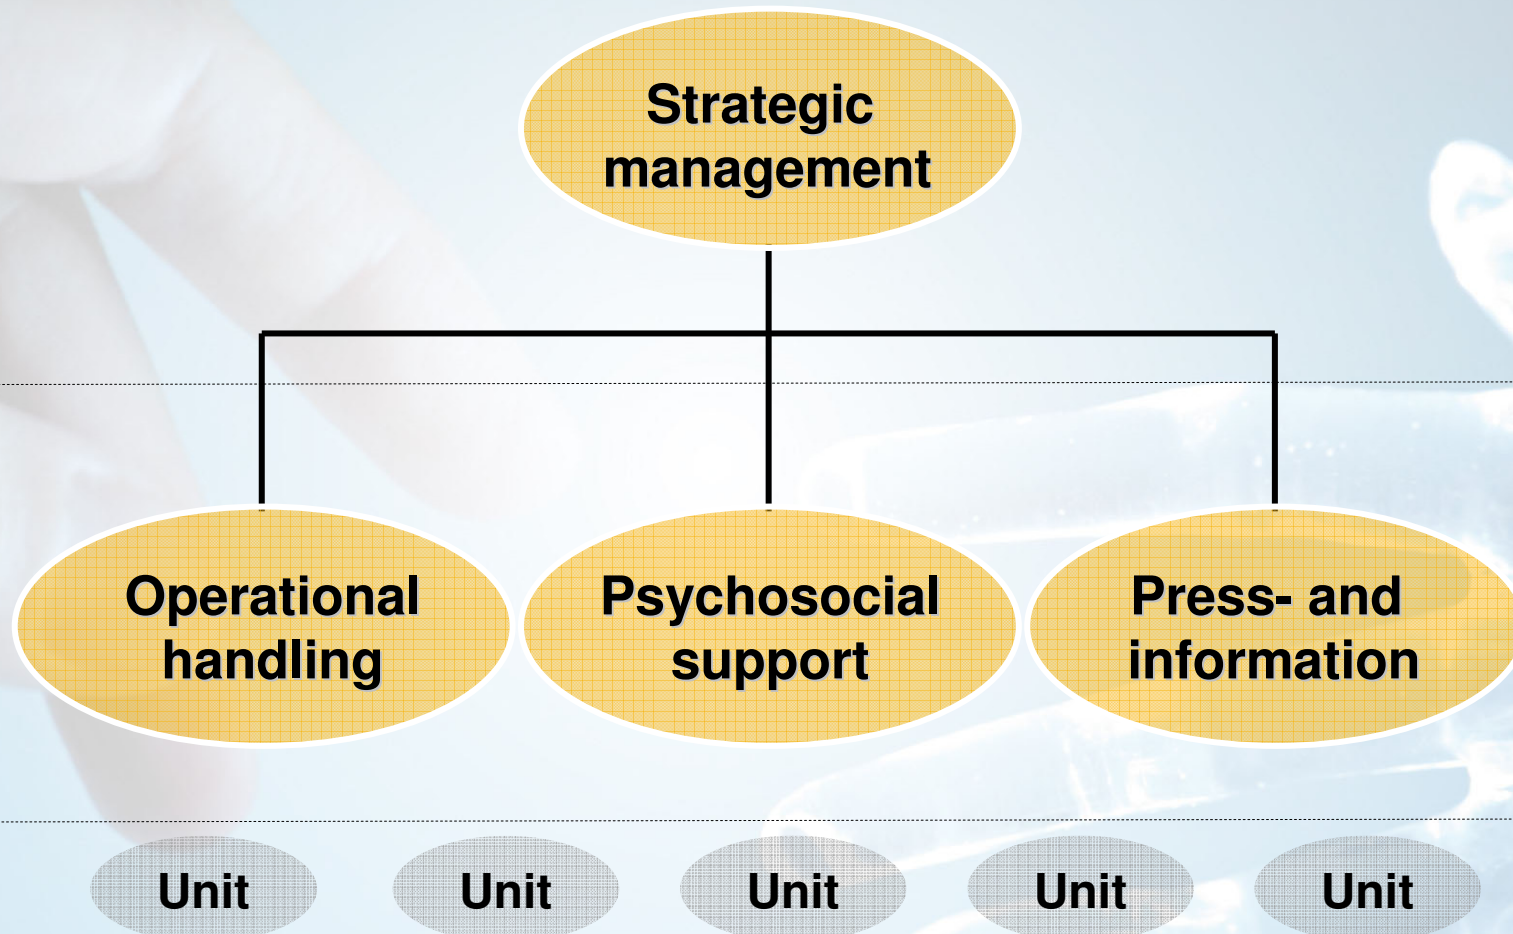 Strategic
management
Operational
handling
Psychosocial
support
Press- and
information
Unit
Unit
Unit
Unit
Unit